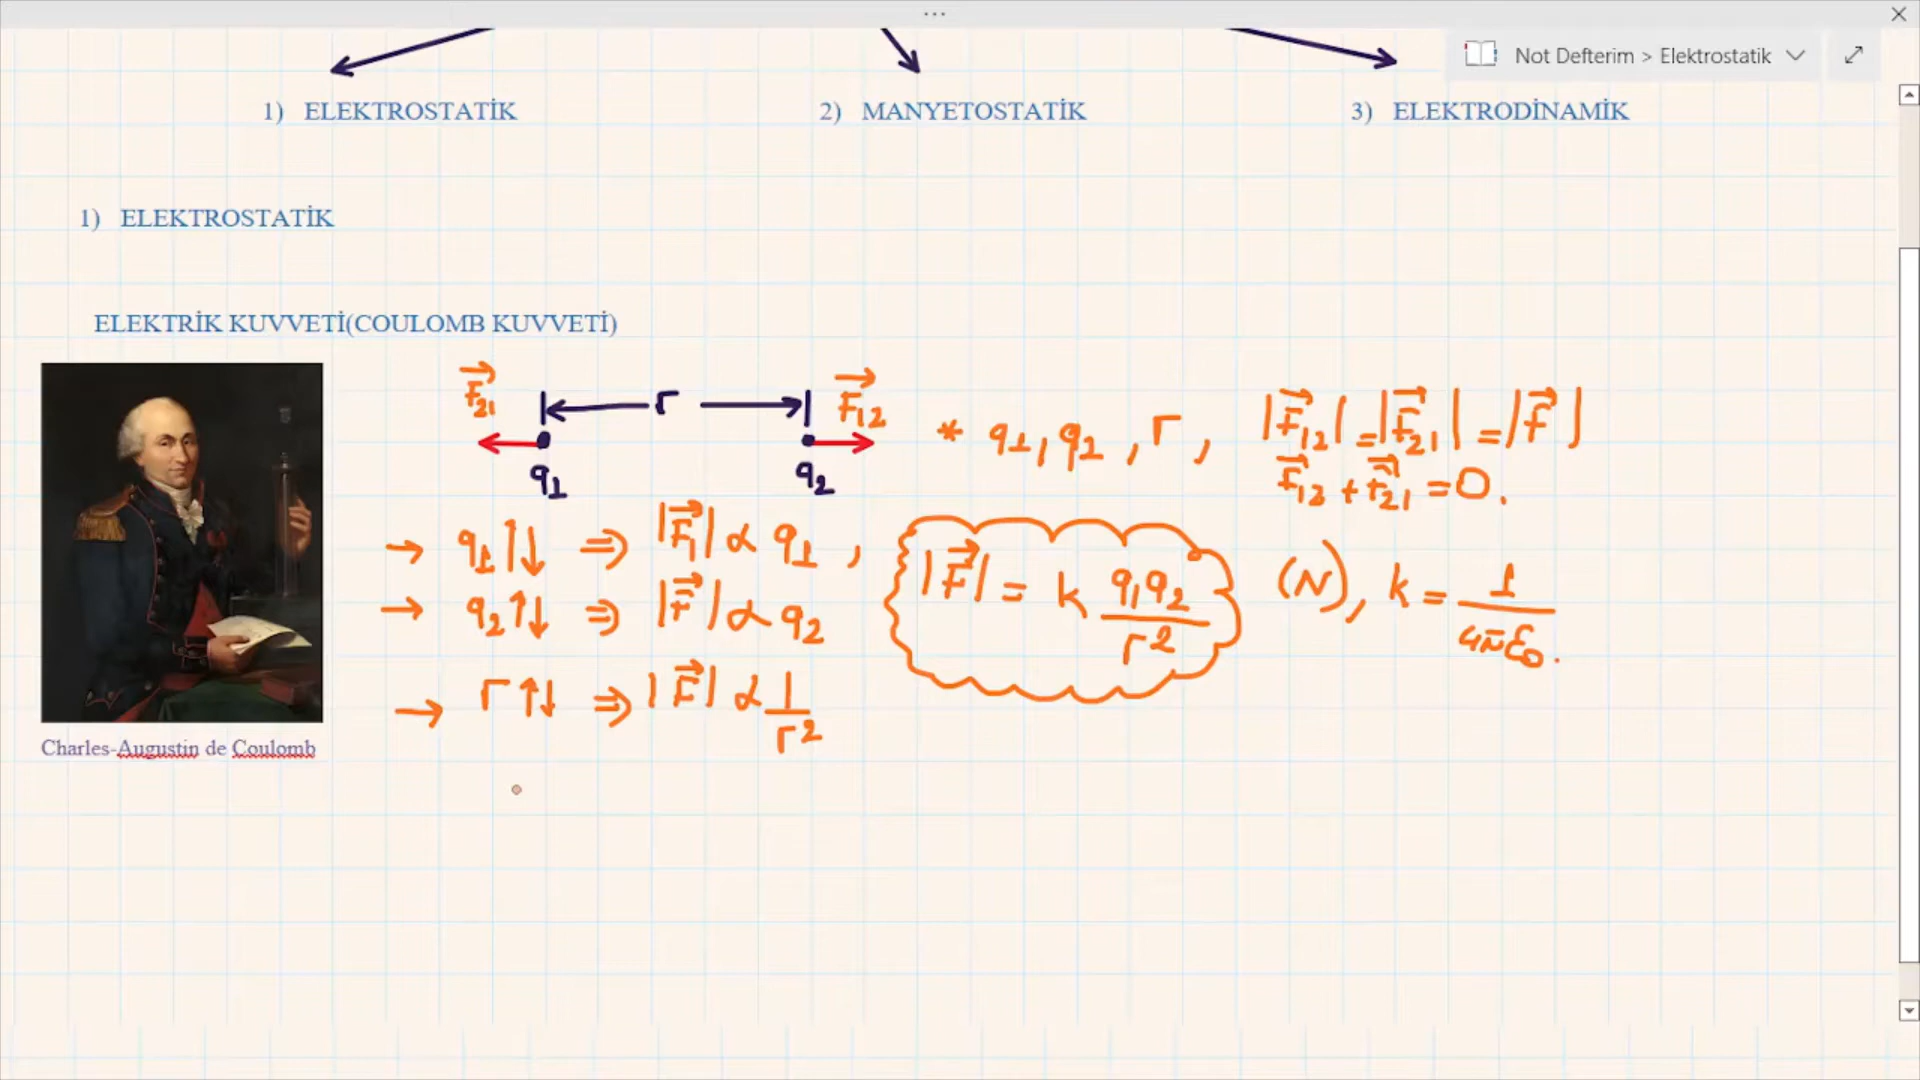 Not Defterim > Elektrostatik
1) ELEKTROSTATİK 2) MANYETOSTATİK 3) ELEKTRODİNAMİK
1) ELEKTROSTATİK
ELEKTRİK KUVVETİ(COULOMB KUVVETİ)
F⃗21 r F⃗12
q1 q2
* q1, q2, r, |F⃗12| = |F⃗21| = |F⃗|
F⃗12 + F⃗21 = 0.
→ q1 ↑↓ ⇒ |F⃗1| ∝ q1,
→ q2 ↑↓ ⇒ |F⃗| ∝ q2
→ r ↑↓ ⇒ |F⃗| ∝ 1/r²
|F⃗| = k q1q2/r² (N), k = 1/4πε0.
Charles-Augustin de Coulomb